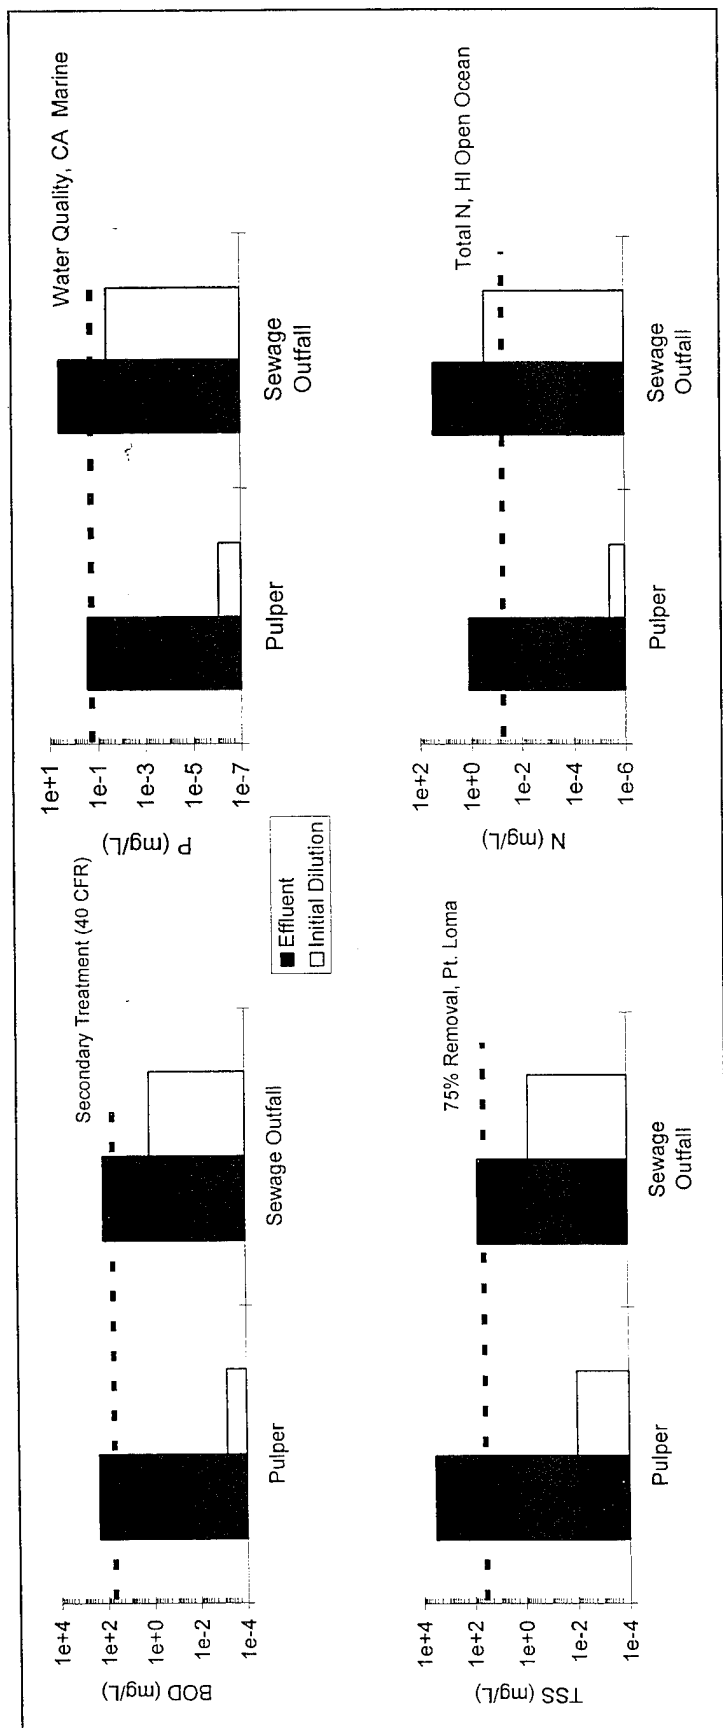 Secondary Treatment (40 CFR)
1e+4
1e+2
1e+0
1e-2
1e-4
BOD (mg/L)
Pulper
Sewage Outfall
Water Quality, CA Marine
1e+1
1e-1
1e-3
1e-5
1e-7
P (mg/L)
Pulper
Sewage
Outfall
Effluent
Initial Dilution
75% Removal, Pt. Loma
1e+4
1e+2
1e+0
1e-2
1e-4
TSS (mg/L)
Pulper
Sewage
Outfall
Total N, HI Open Ocean
1e+2
1e+0
1e-2
1e-4
1e-6
N (mg/L)
Pulper
Sewage
Outfall